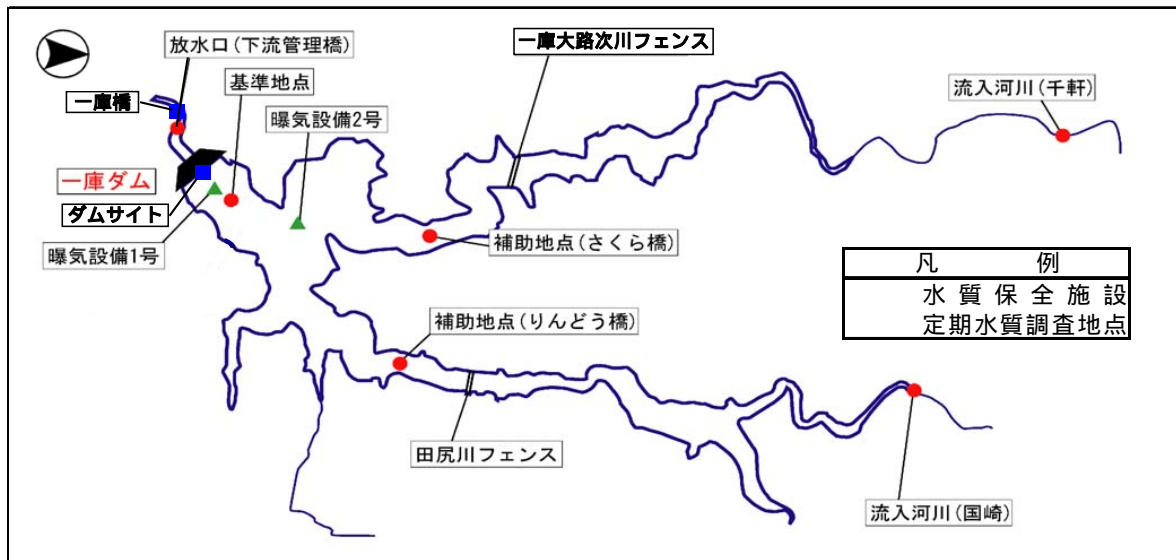 放水口(下流管理橋)
一庫大路次川フェンス
基準地点
流入河川(千軒)
一庫橋
曝気設備2号
一庫ダム
ダムサイト
補助地点(さくら橋)
曝気設備1号
凡 例
水質保全施設
定期水質調査地点
補助地点(りんどう橋)
田尻川フェンス
流入河川(国崎)